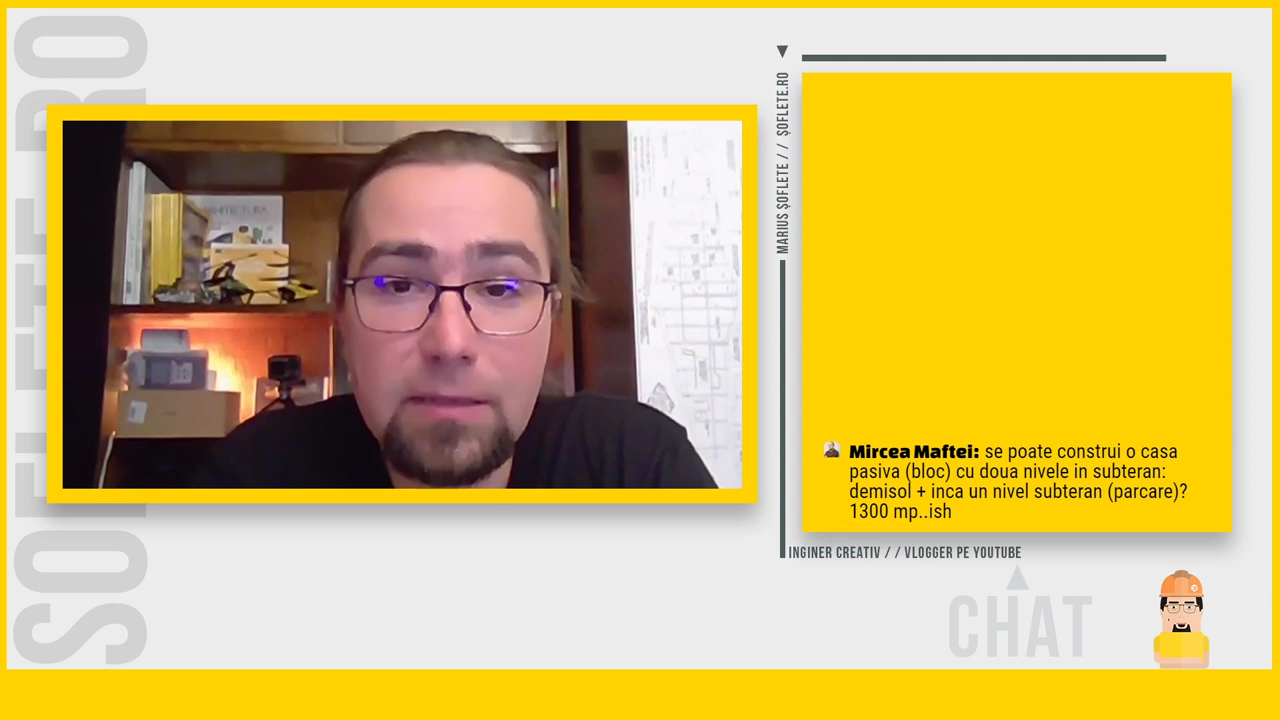 SOFLETE.RO
MARIUS ȘOFLETE / / ȘOFLETE.RO
Mircea Maftei: se poate construi o casa
pasiva (bloc) cu doua nivele in subteran:
demisol + inca un nivel subteran (parcare)?
1300 mp..ish
INGINER CREATIV / / VLOGGER PE YOUTUBE
CHAT